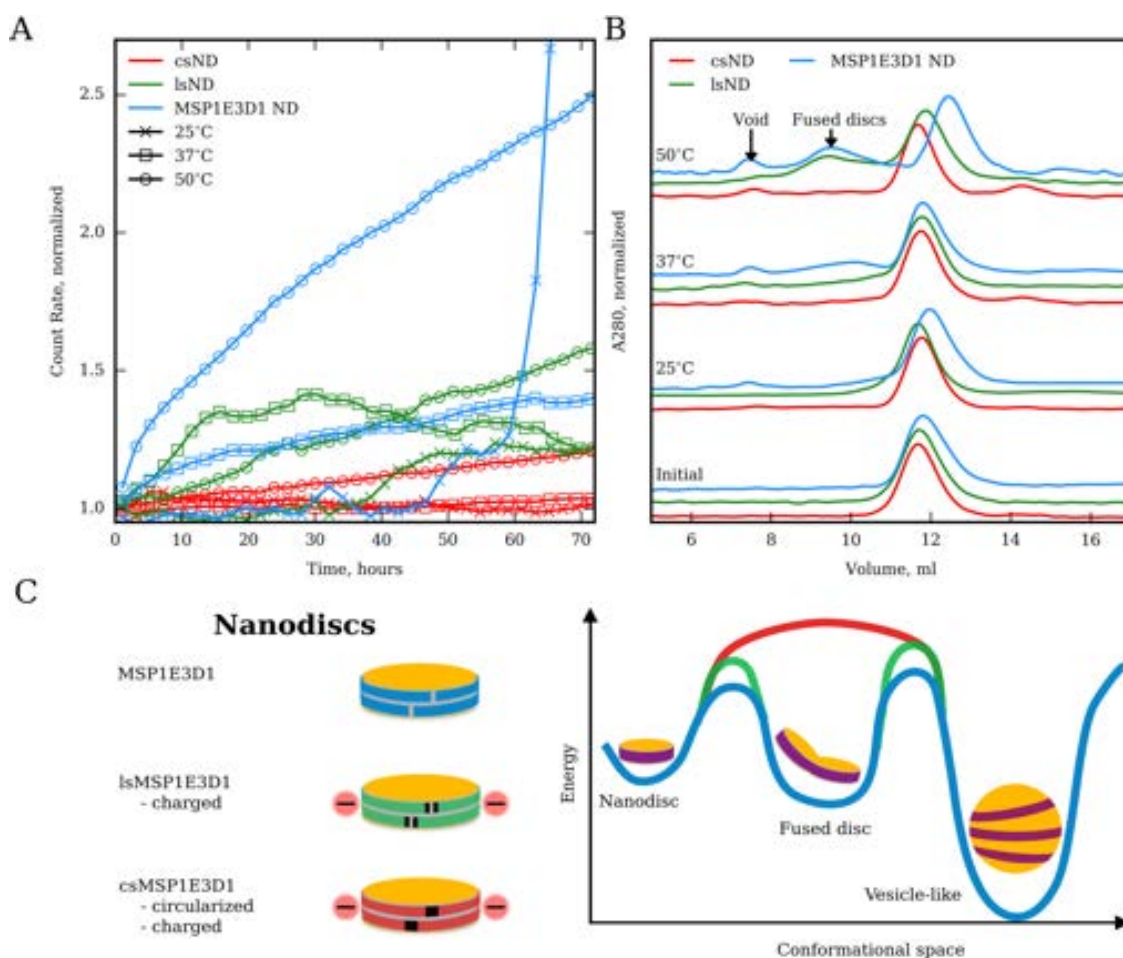 A
csND
lsND
MSP1E3D1 ND
25°C
37°C
50°C
2.5
2.0
1.5
1.0
Count Rate, normalized
0 10 20 30 40 50 60 70
Time, hours
B
csND MSP1E3D1 ND
lsND
Void Fused discs
50°C
37°C
25°C
Initial
A280, normalized
6 8 10 12 14 16
Volume, ml
C
Nanodiscs
MSP1E3D1
lsMSP1E3D1
- charged
csMSP1E3D1
- circularized
- charged
Energy
Nanodisc
Fused disc
Vesicle-like
Conformational space